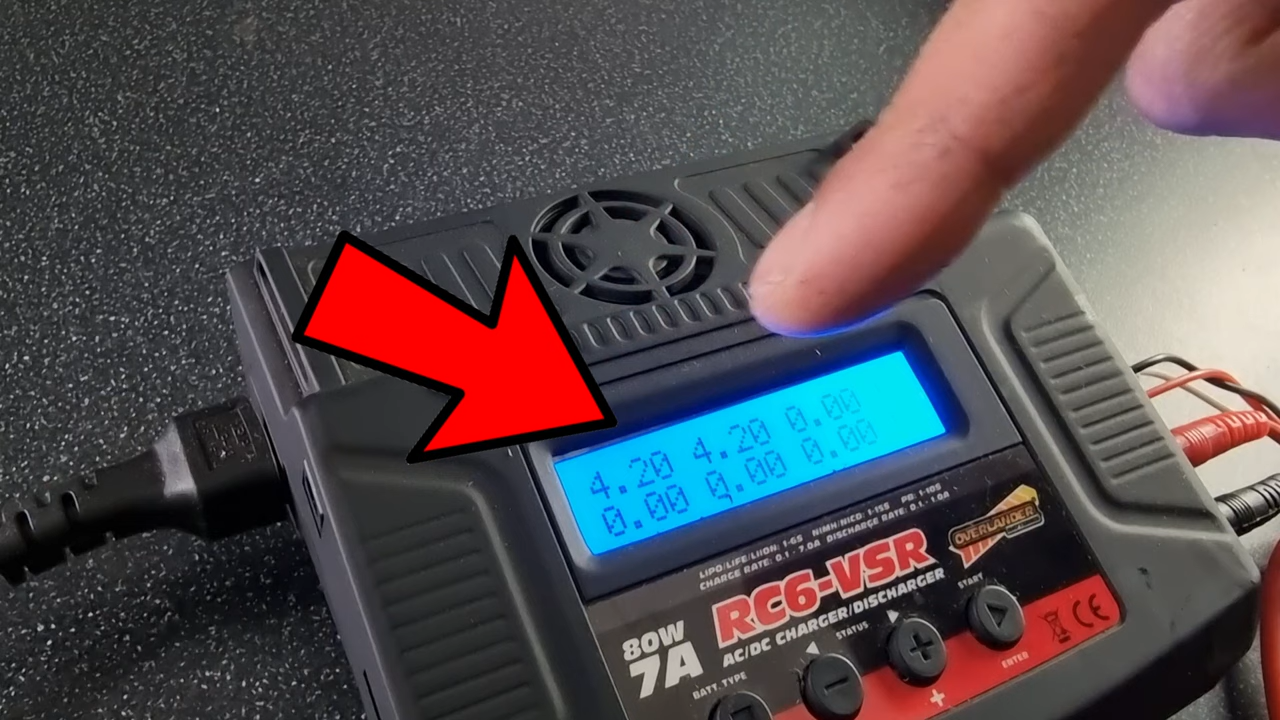 4.20 4.20 0.00
0.00 0.00 0.00
LIPO/LIFE/LIION: 1-6S NIMH/NICD: 1-15S PB: 1-10S
CHARGE RATE: 0.1 - 7.0A DISCHARGE RATE: 0.1 - 1.0A
OVERLANDER
RC6-VSR
AC/DC CHARGER/DISCHARGER
80W
7A
BATT. TYPE
STATUS
START
ENTER
CE